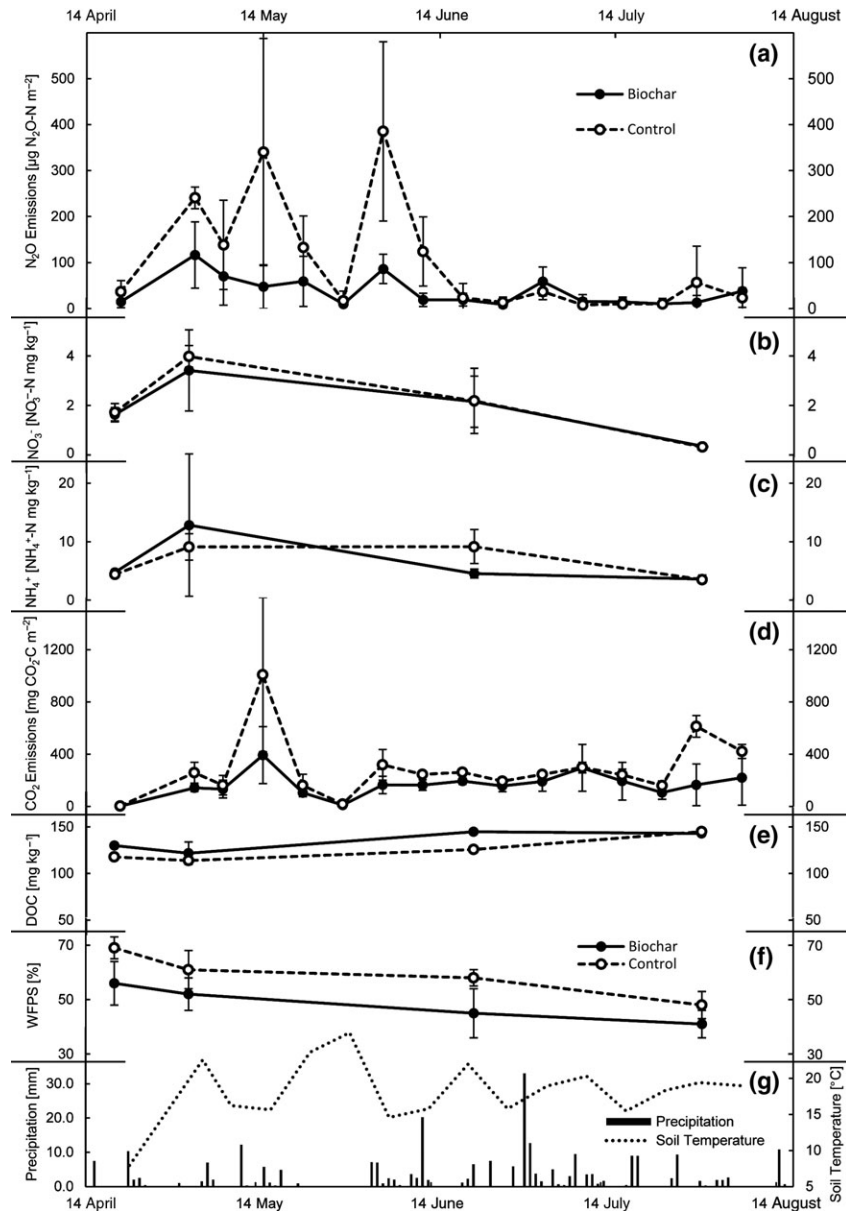 14 April 14 May 14 June 14 July 14 August
(a)
N₂O Emissions [µg N₂O-N m⁻²]
500 500
400 400
300 300
200 200
100 100
0 0
Biochar
Control
(b)
NO₃⁻ [NO₃⁻-N mg kg⁻¹]
4 4
2 2
0 0
(c)
NH₄⁺ [NH₄⁺-N mg kg⁻¹]
20 20
10 10
0 0
(d)
CO₂ Emissions [mg CO₂-C m⁻²]
1200 1200
800 800
400 400
0 0
(e)
DOC [mg kg⁻¹]
150 150
100 100
50 50
(f)
WFPS [%]
70 70
50 50
30 30
Biochar
Control
(g)
Precipitation [mm]
30.0 20
20.0 15
10.0 10
0.0 5
Soil Temperature [°C]
Precipitation
Soil Temperature
14 April 14 May 14 June 14 July 14 August